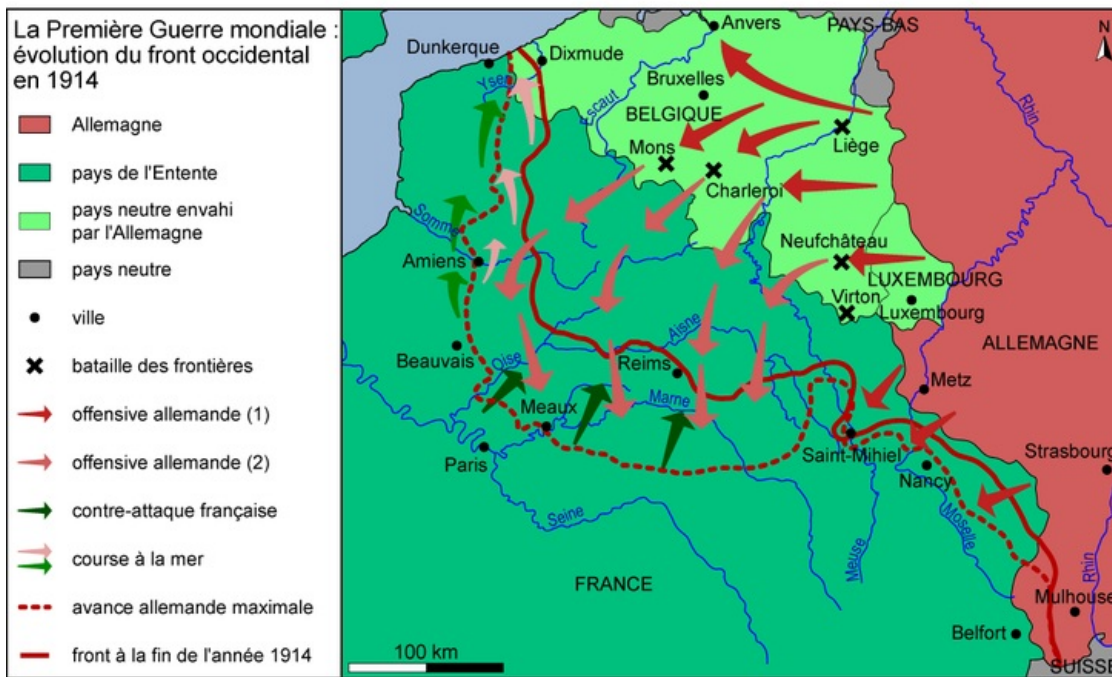 La Première Guerre mondiale :
évolution du front occidental
en 1914
Allemagne
pays de l'Entente
pays neutre envahi
par l'Allemagne
pays neutre
ville
bataille des frontières
offensive allemande (1)
offensive allemande (2)
contre-attaque française
course à la mer
avance allemande maximale
front à la fin de l'année 1914
Anvers
PAYS-BAS
N
Dunkerque
Dixmude
Yser
Bruxelles
Escaut
BELGIQUE
Rhin
Mons
Liège
Charleroi
Somme
Neufchâteau
Amiens
LUXEMBOURG
Virton
Luxembourg
Aisne
Beauvais
Oise
Reims
ALLEMAGNE
Metz
Meaux
Marne
Paris
Saint-Mihiel
Nancy
Strasbourg
Seine
Moselle
Meuse
Rhin
FRANCE
Mulhouse
Belfort
100 km
SUISSE